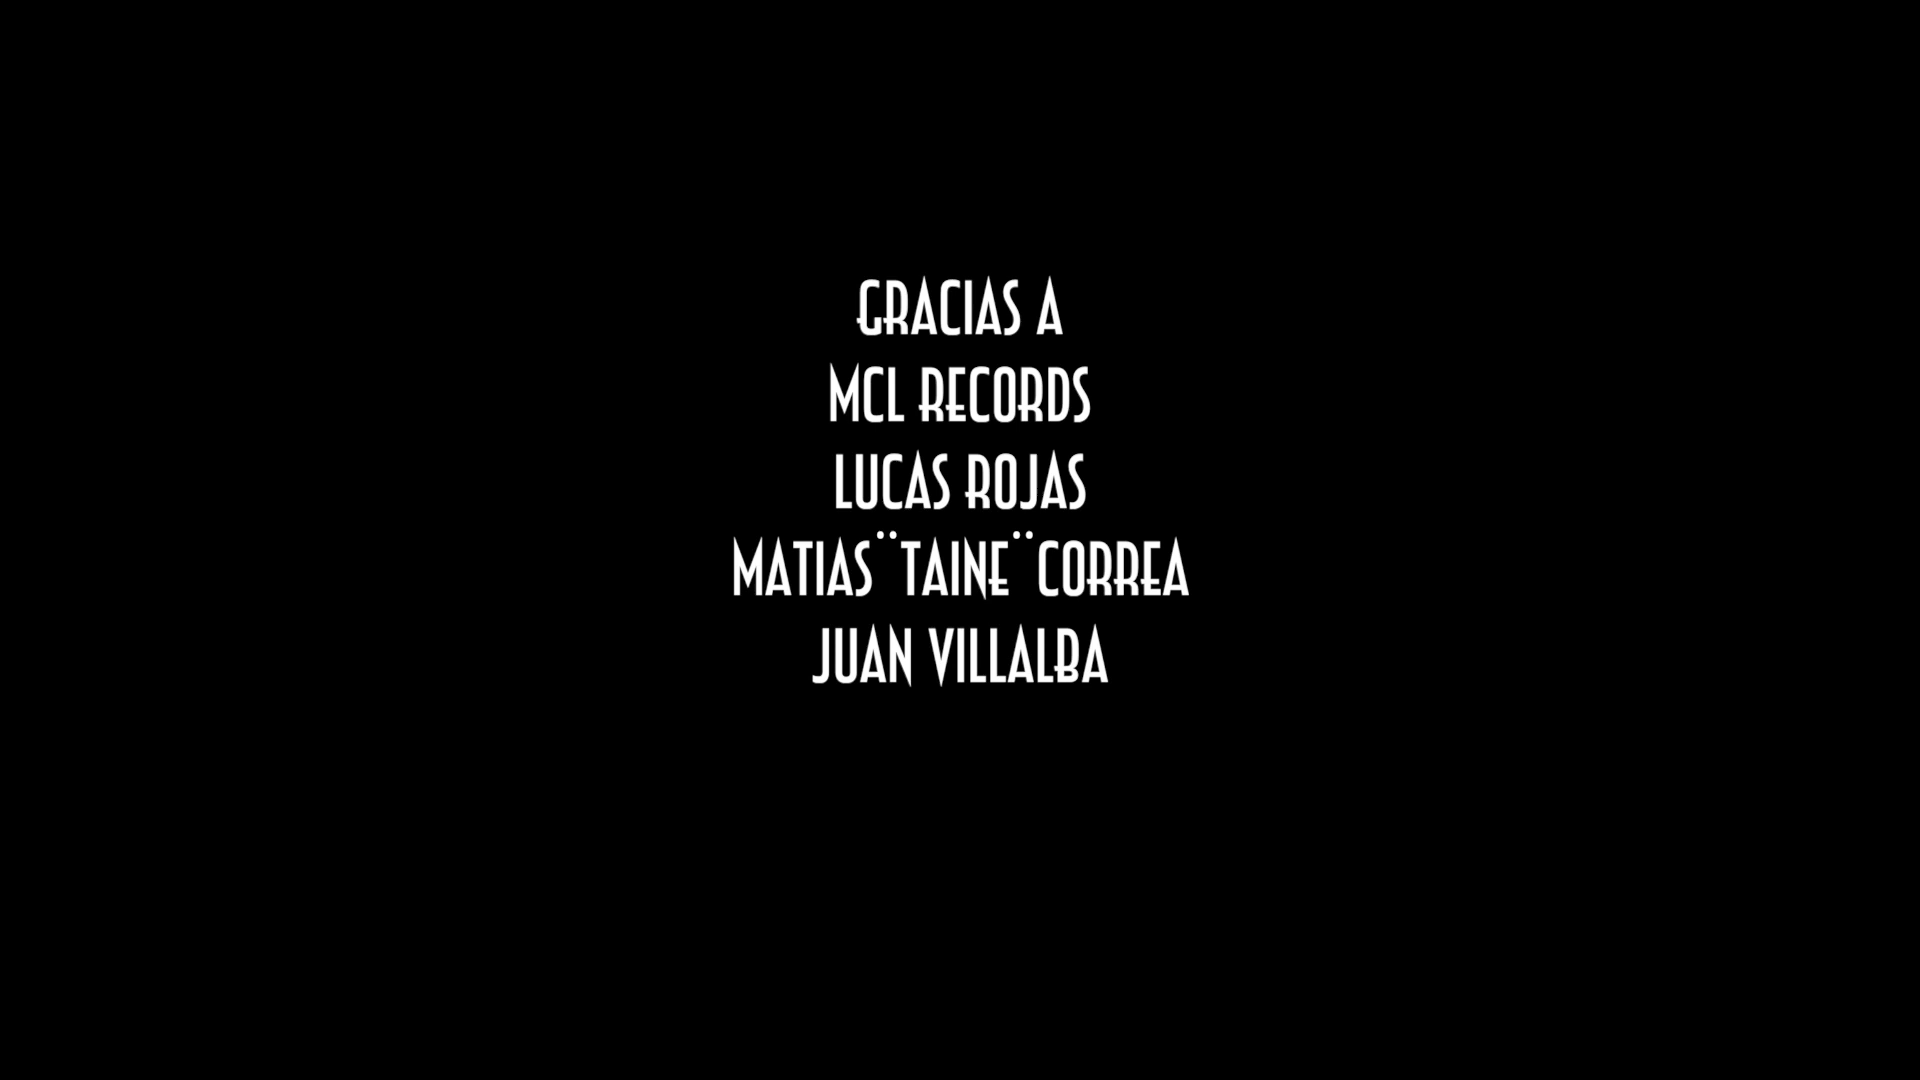 GRACIAS A
MCL RECORDS
LUCAS ROJAS
MATIAS¨TAINE¨CORREA
JUAN VILLALBA